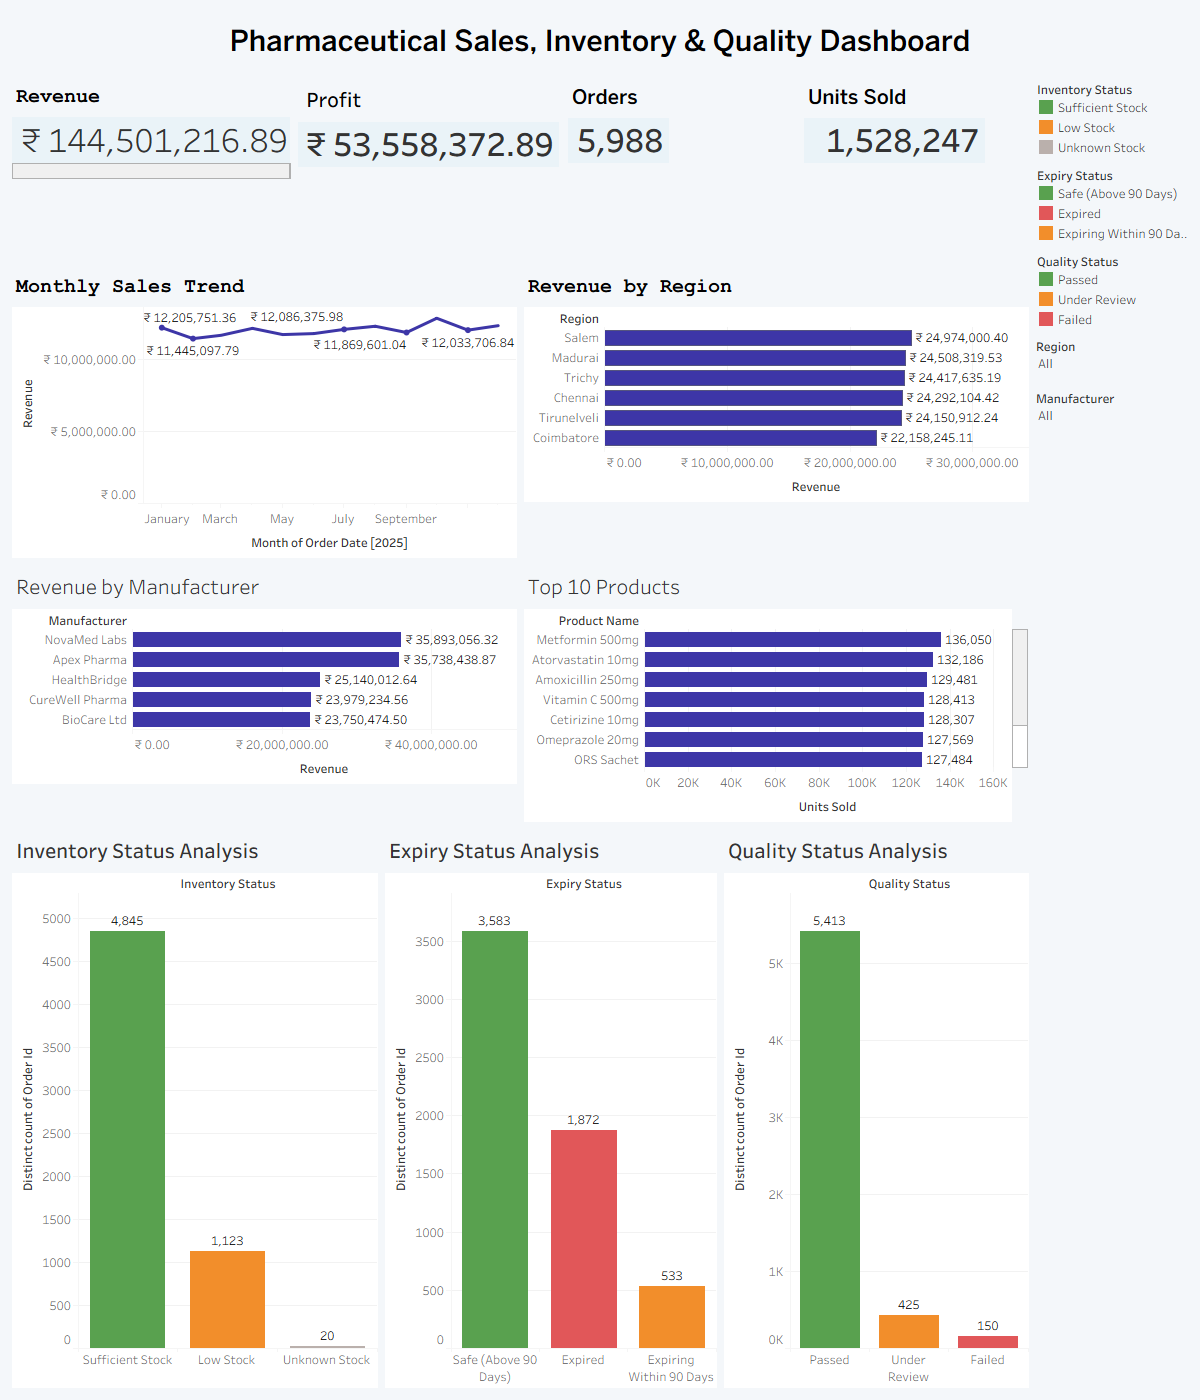 Pharmaceutical Sales, Inventory & Quality Dashboard
Revenue
₹ 144,501,216.89
Profit
₹ 53,558,372.89
Orders
5,988
Units Sold
1,528,247
Inventory Status
Sufficient Stock
Low Stock
Unknown Stock
Expiry Status
Safe (Above 90 Days)
Expired
Expiring Within 90 Da..
Quality Status
Passed
Under Review
Failed
Region
All
Manufacturer
All
Monthly Sales Trend
₹ 12,205,751.36
₹ 12,086,375.98
₹ 11,445,097.79
₹ 11,869,601.04
₹ 12,033,706.84
₹ 10,000,000.00
₹ 5,000,000.00
₹ 0.00
Revenue
January March May July September
Month of Order Date [2025]
Revenue by Region
Region
Salem ₹ 24,974,000.40
Madurai ₹ 24,508,319.53
Trichy ₹ 24,417,635.19
Chennai ₹ 24,292,104.42
Tirunelveli ₹ 24,150,912.24
Coimbatore ₹ 22,158,245.11
₹ 0.00 ₹ 10,000,000.00 ₹ 20,000,000.00 ₹ 30,000,000.00
Revenue
Revenue by Manufacturer
Manufacturer
NovaMed Labs ₹ 35,893,056.32
Apex Pharma ₹ 35,738,438.87
HealthBridge ₹ 25,140,012.64
CureWell Pharma ₹ 23,979,234.56
BioCare Ltd ₹ 23,750,474.50
₹ 0.00 ₹ 20,000,000.00 ₹ 40,000,000.00
Revenue
Top 10 Products
Product Name
Metformin 500mg 136,050
Atorvastatin 10mg 132,186
Amoxicillin 250mg 129,481
Vitamin C 500mg 128,413
Cetirizine 10mg 128,307
Omeprazole 20mg 127,569
ORS Sachet 127,484
0K 20K 40K 60K 80K 100K 120K 140K 160K
Units Sold
Inventory Status Analysis
Inventory Status
5000
4500
4000
3500
3000
2500
2000
1500
1000
500
0
Distinct count of Order Id
4,845
1,123
20
Sufficient Stock Low Stock Unknown Stock
Expiry Status Analysis
Expiry Status
3500
3000
2500
2000
1500
1000
500
0
Distinct count of Order Id
3,583
1,872
533
Safe (Above 90 Days) Expired Expiring Within 90 Days
Quality Status Analysis
Quality Status
5K
4K
3K
2K
1K
0K
Distinct count of Order Id
5,413
425
150
Passed Under Review Failed